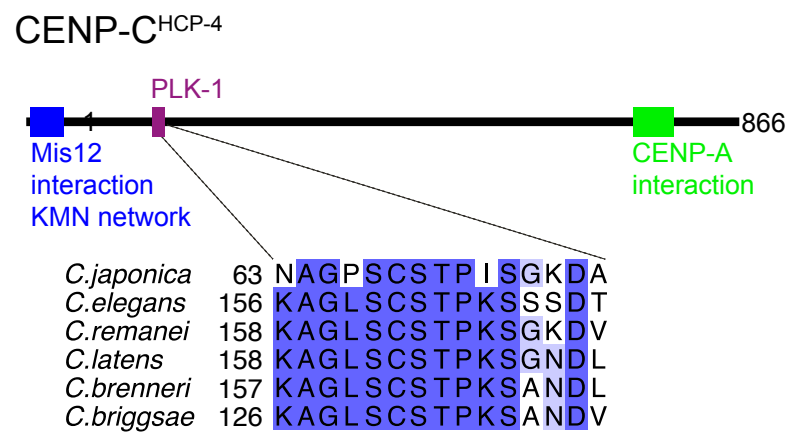 CENP-C^HCP-4
PLK-1
1
866
Mis12
interaction
KMN network
CENP-A
interaction
C.japonica 63 NAGPSCSTPISGKDA
C.elegans 156 KAGLSCSTPKSSSDT
C.remanei 158 KAGLSCSTPKSGKDV
C.latens 158 KAGLSCSTPKSGNDL
C.brenneri 157 KAGLSCSTPKSANDL
C.briggsae 126 KAGLSCSTPKSANDV